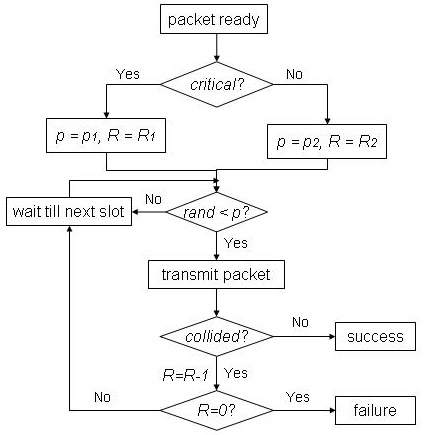 packet ready
Yes
critical?
No
p = p1, R = R1
p = p2, R = R2
wait till next slot
No
rand < p?
Yes
transmit packet
collided?
No
success
R=R-1
Yes
No
R=0?
Yes
failure